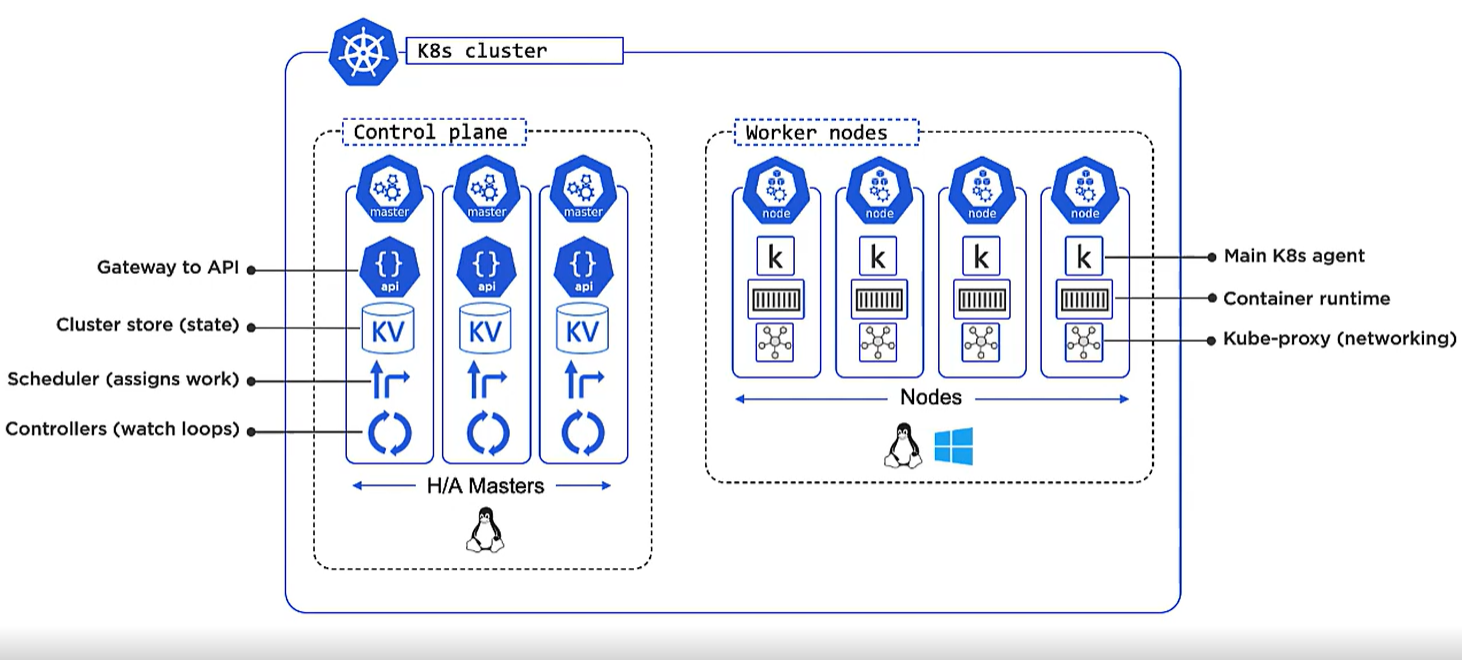 K8s cluster
Control plane
Worker nodes
master
master
master
node
node
node
node
Gateway to API
{}
{}
{}
api
api
api
k
k
k
k
Main K8s agent
Container runtime
Cluster store (state)
KV
KV
KV
Kube-proxy (networking)
Scheduler (assigns work)
Nodes
Controllers (watch loops)
H/A Masters